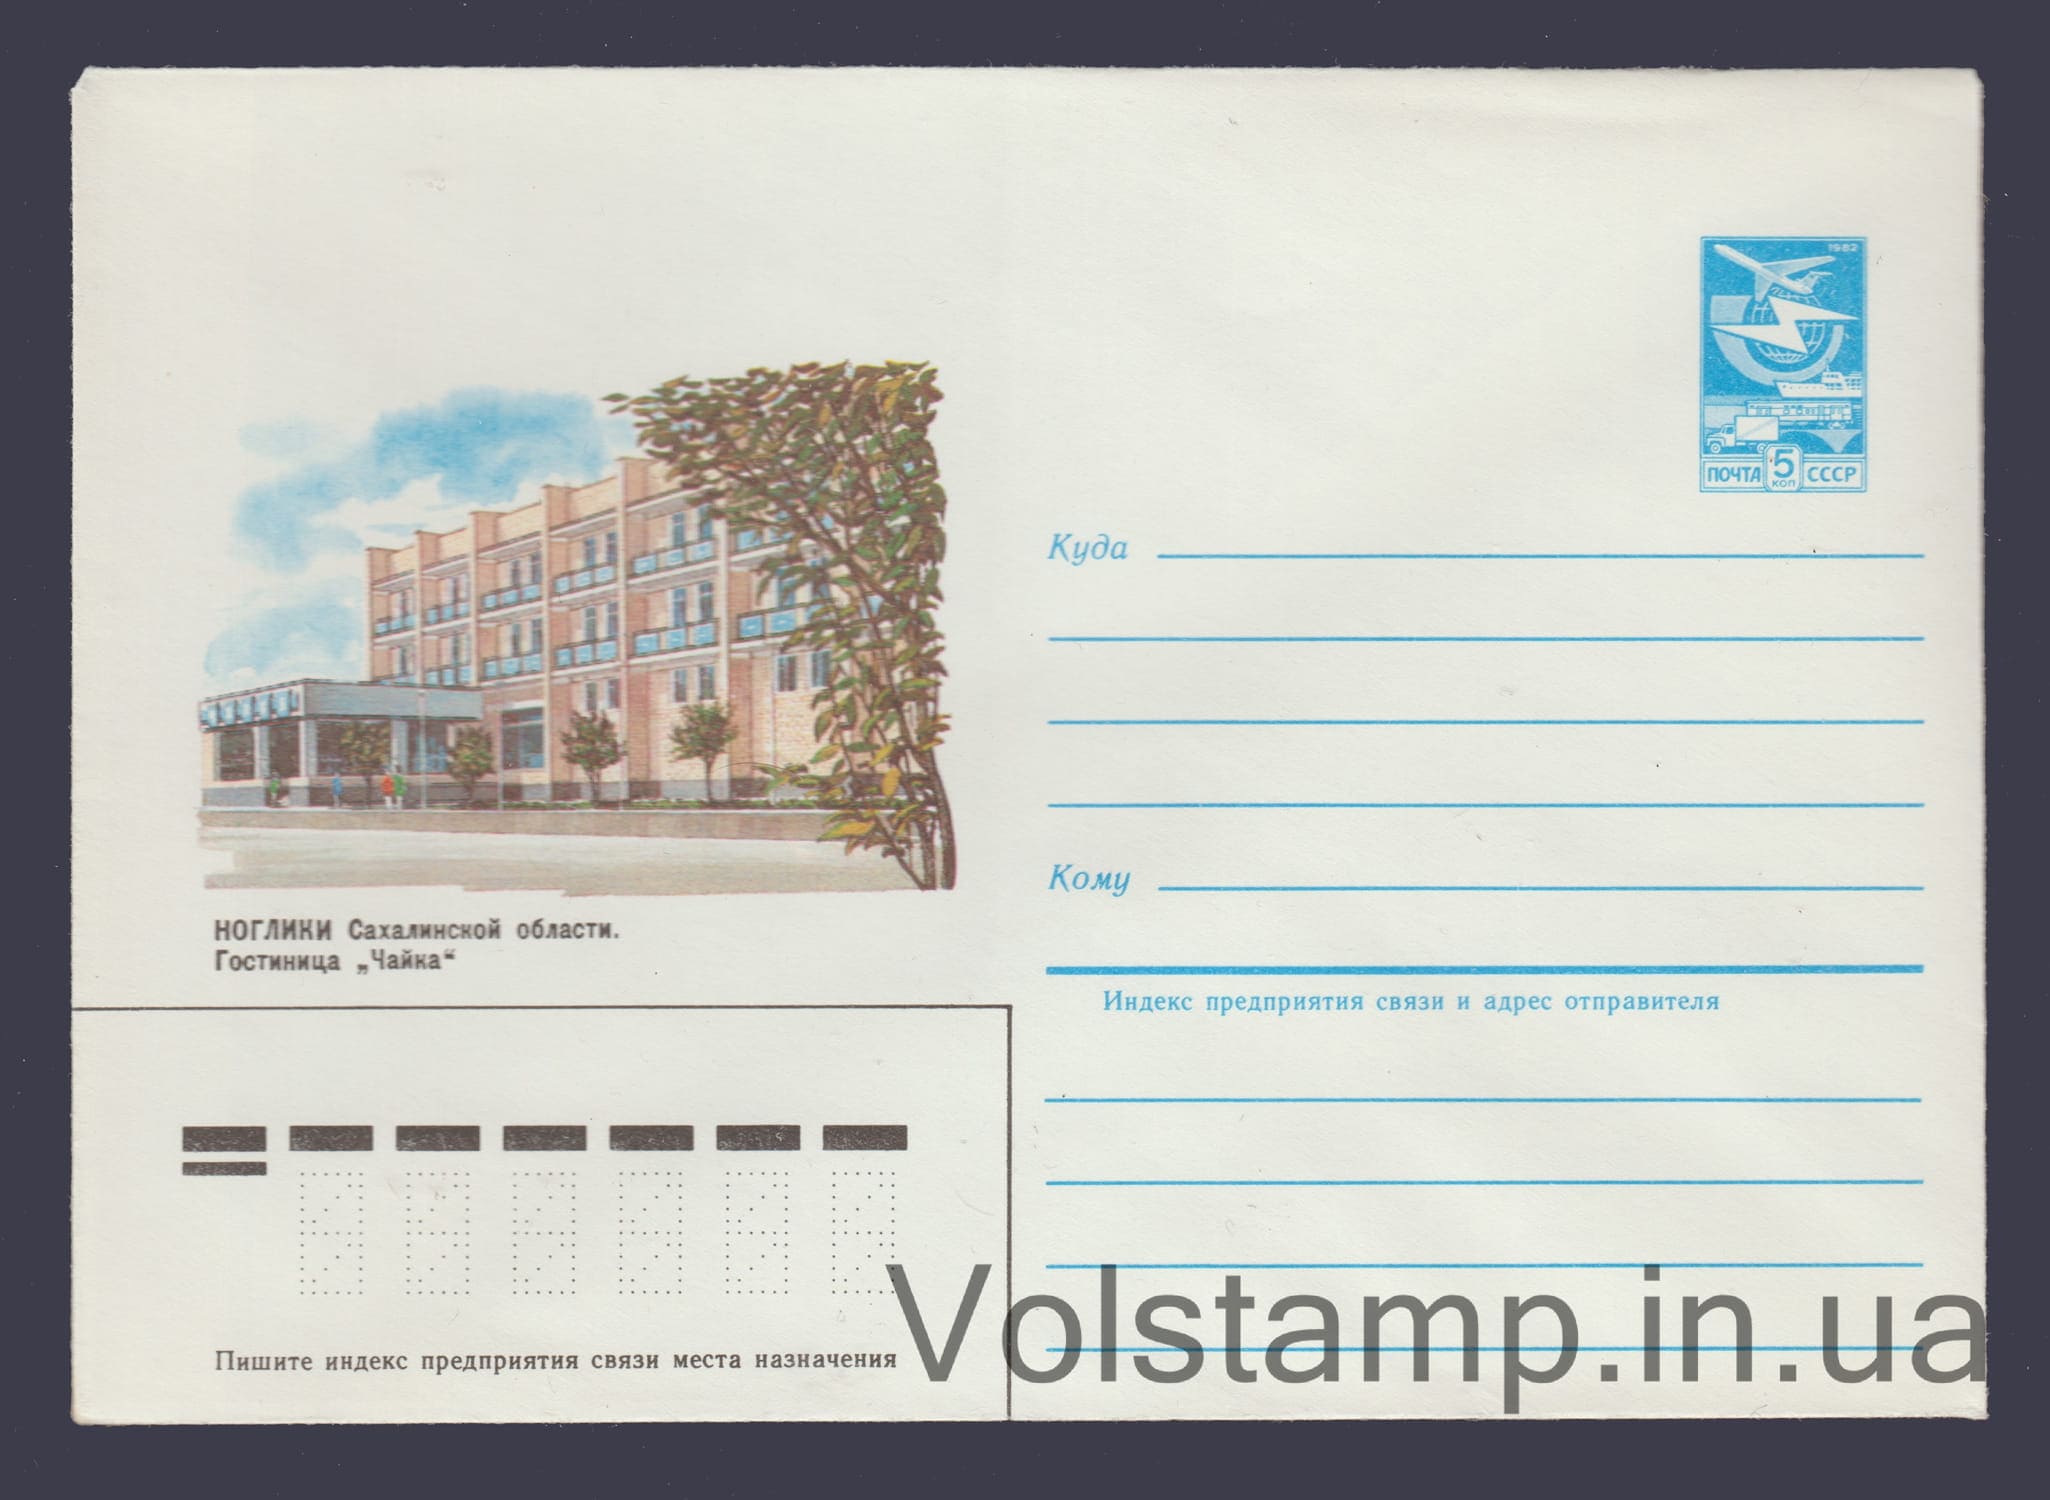 1982
ПОЧТА 5 КОП СССР
Куда
Кому
НОГЛИКИ Сахалинской области.
Гостиница „Чайка“
Индекс предприятия связи и адрес отправителя
Пишите индекс предприятия связи места назначения
Volstamp.in.ua